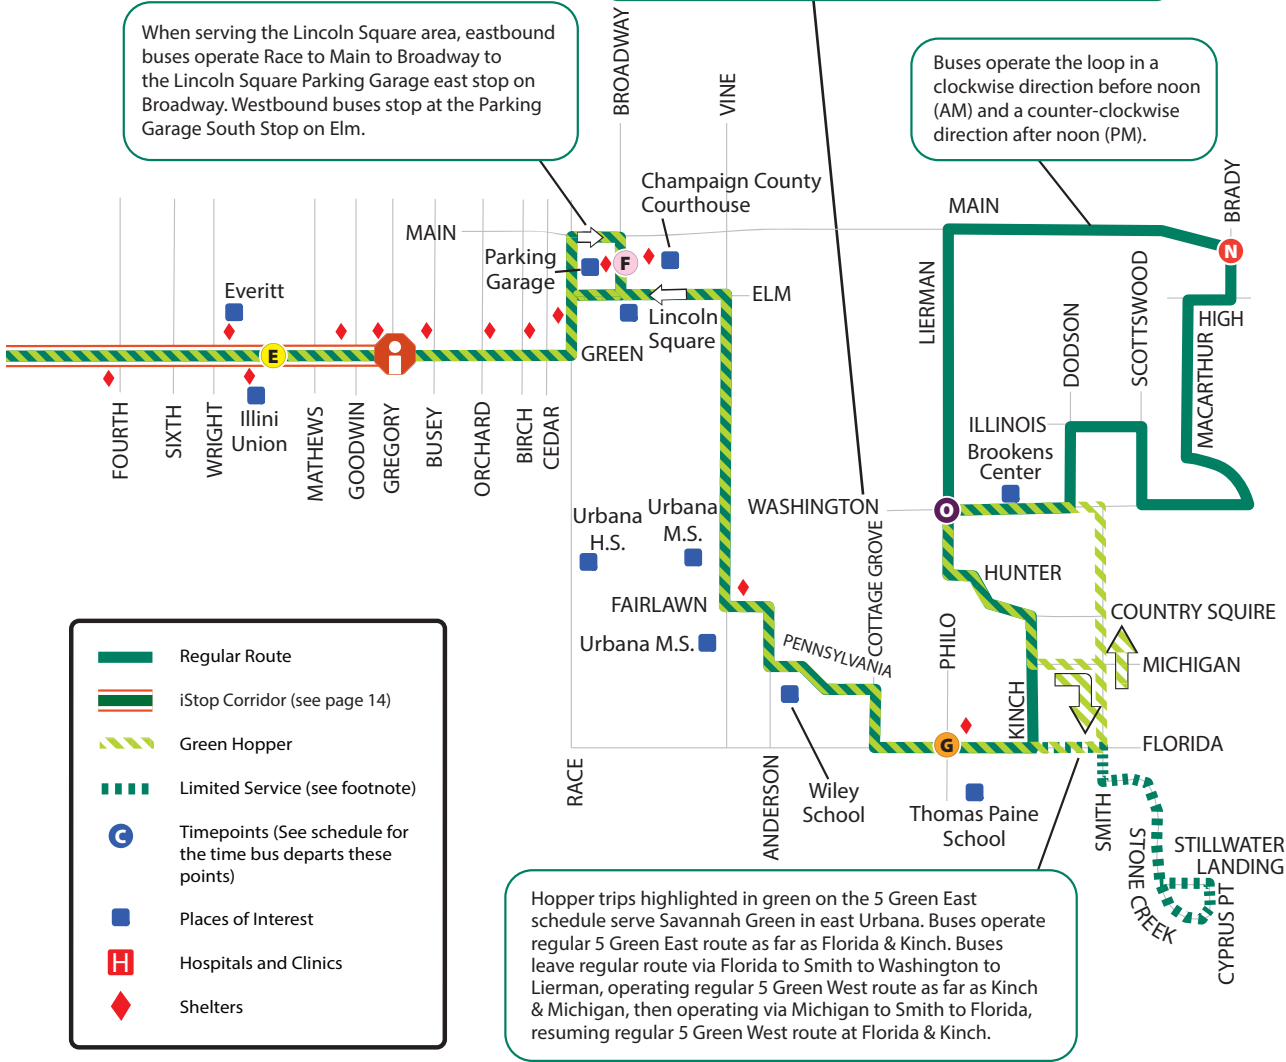 When serving the Lincoln Square area, eastbound
buses operate Race to Main to Broadway to
the Lincoln Square Parking Garage east stop on
Broadway. Westbound buses stop at the Parking
Garage South Stop on Elm.
BROADWAY
VINE
Buses operate the loop in a
clockwise direction before noon
(AM) and a counter-clockwise
direction after noon (PM).
BRADY
Champaign County
Courthouse
MAIN
MAIN
Parking
Garage
F
N
Everitt
ELM
LIERMAN
DODSON
SCOTTSWOOD
HIGH
MACARTHUR
Lincoln
Square
E
i
GREEN
FOURTH
SIXTH
WRIGHT
Illini
Union
MATHEWS
GOODWIN
GREGORY
BUSEY
ORCHARD
BIRCH
CEDAR
ILLINOIS
Brookens
Center
Urbana
H.S.
Urbana
M.S.
WASHINGTON
O
COTTAGE GROVE
HUNTER
FAIRLAWN
COUNTRY SQUIRE
Urbana M.S.
PENNSYLVANIA
PHILO
MICHIGAN
KINCH
G
FLORIDA
RACE
ANDERSON
Wiley
School
Thomas Paine
School
SMITH
STONE CREEK
STILLWATER
LANDING
CYPRUS PT
Regular Route
iStop Corridor (see page 14)
Green Hopper
Limited Service (see footnote)
C
Timepoints (See schedule for
the time bus departs these
points)
Places of Interest
H
Hospitals and Clinics
Shelters
Hopper trips highlighted in green on the 5 Green East
schedule serve Savannah Green in east Urbana. Buses operate
regular 5 Green East route as far as Florida & Kinch. Buses
leave regular route via Florida to Smith to Washington to
Lierman, operating regular 5 Green West route as far as Kinch
& Michigan, then operating via Michigan to Smith to Florida,
resuming regular 5 Green West route at Florida & Kinch.